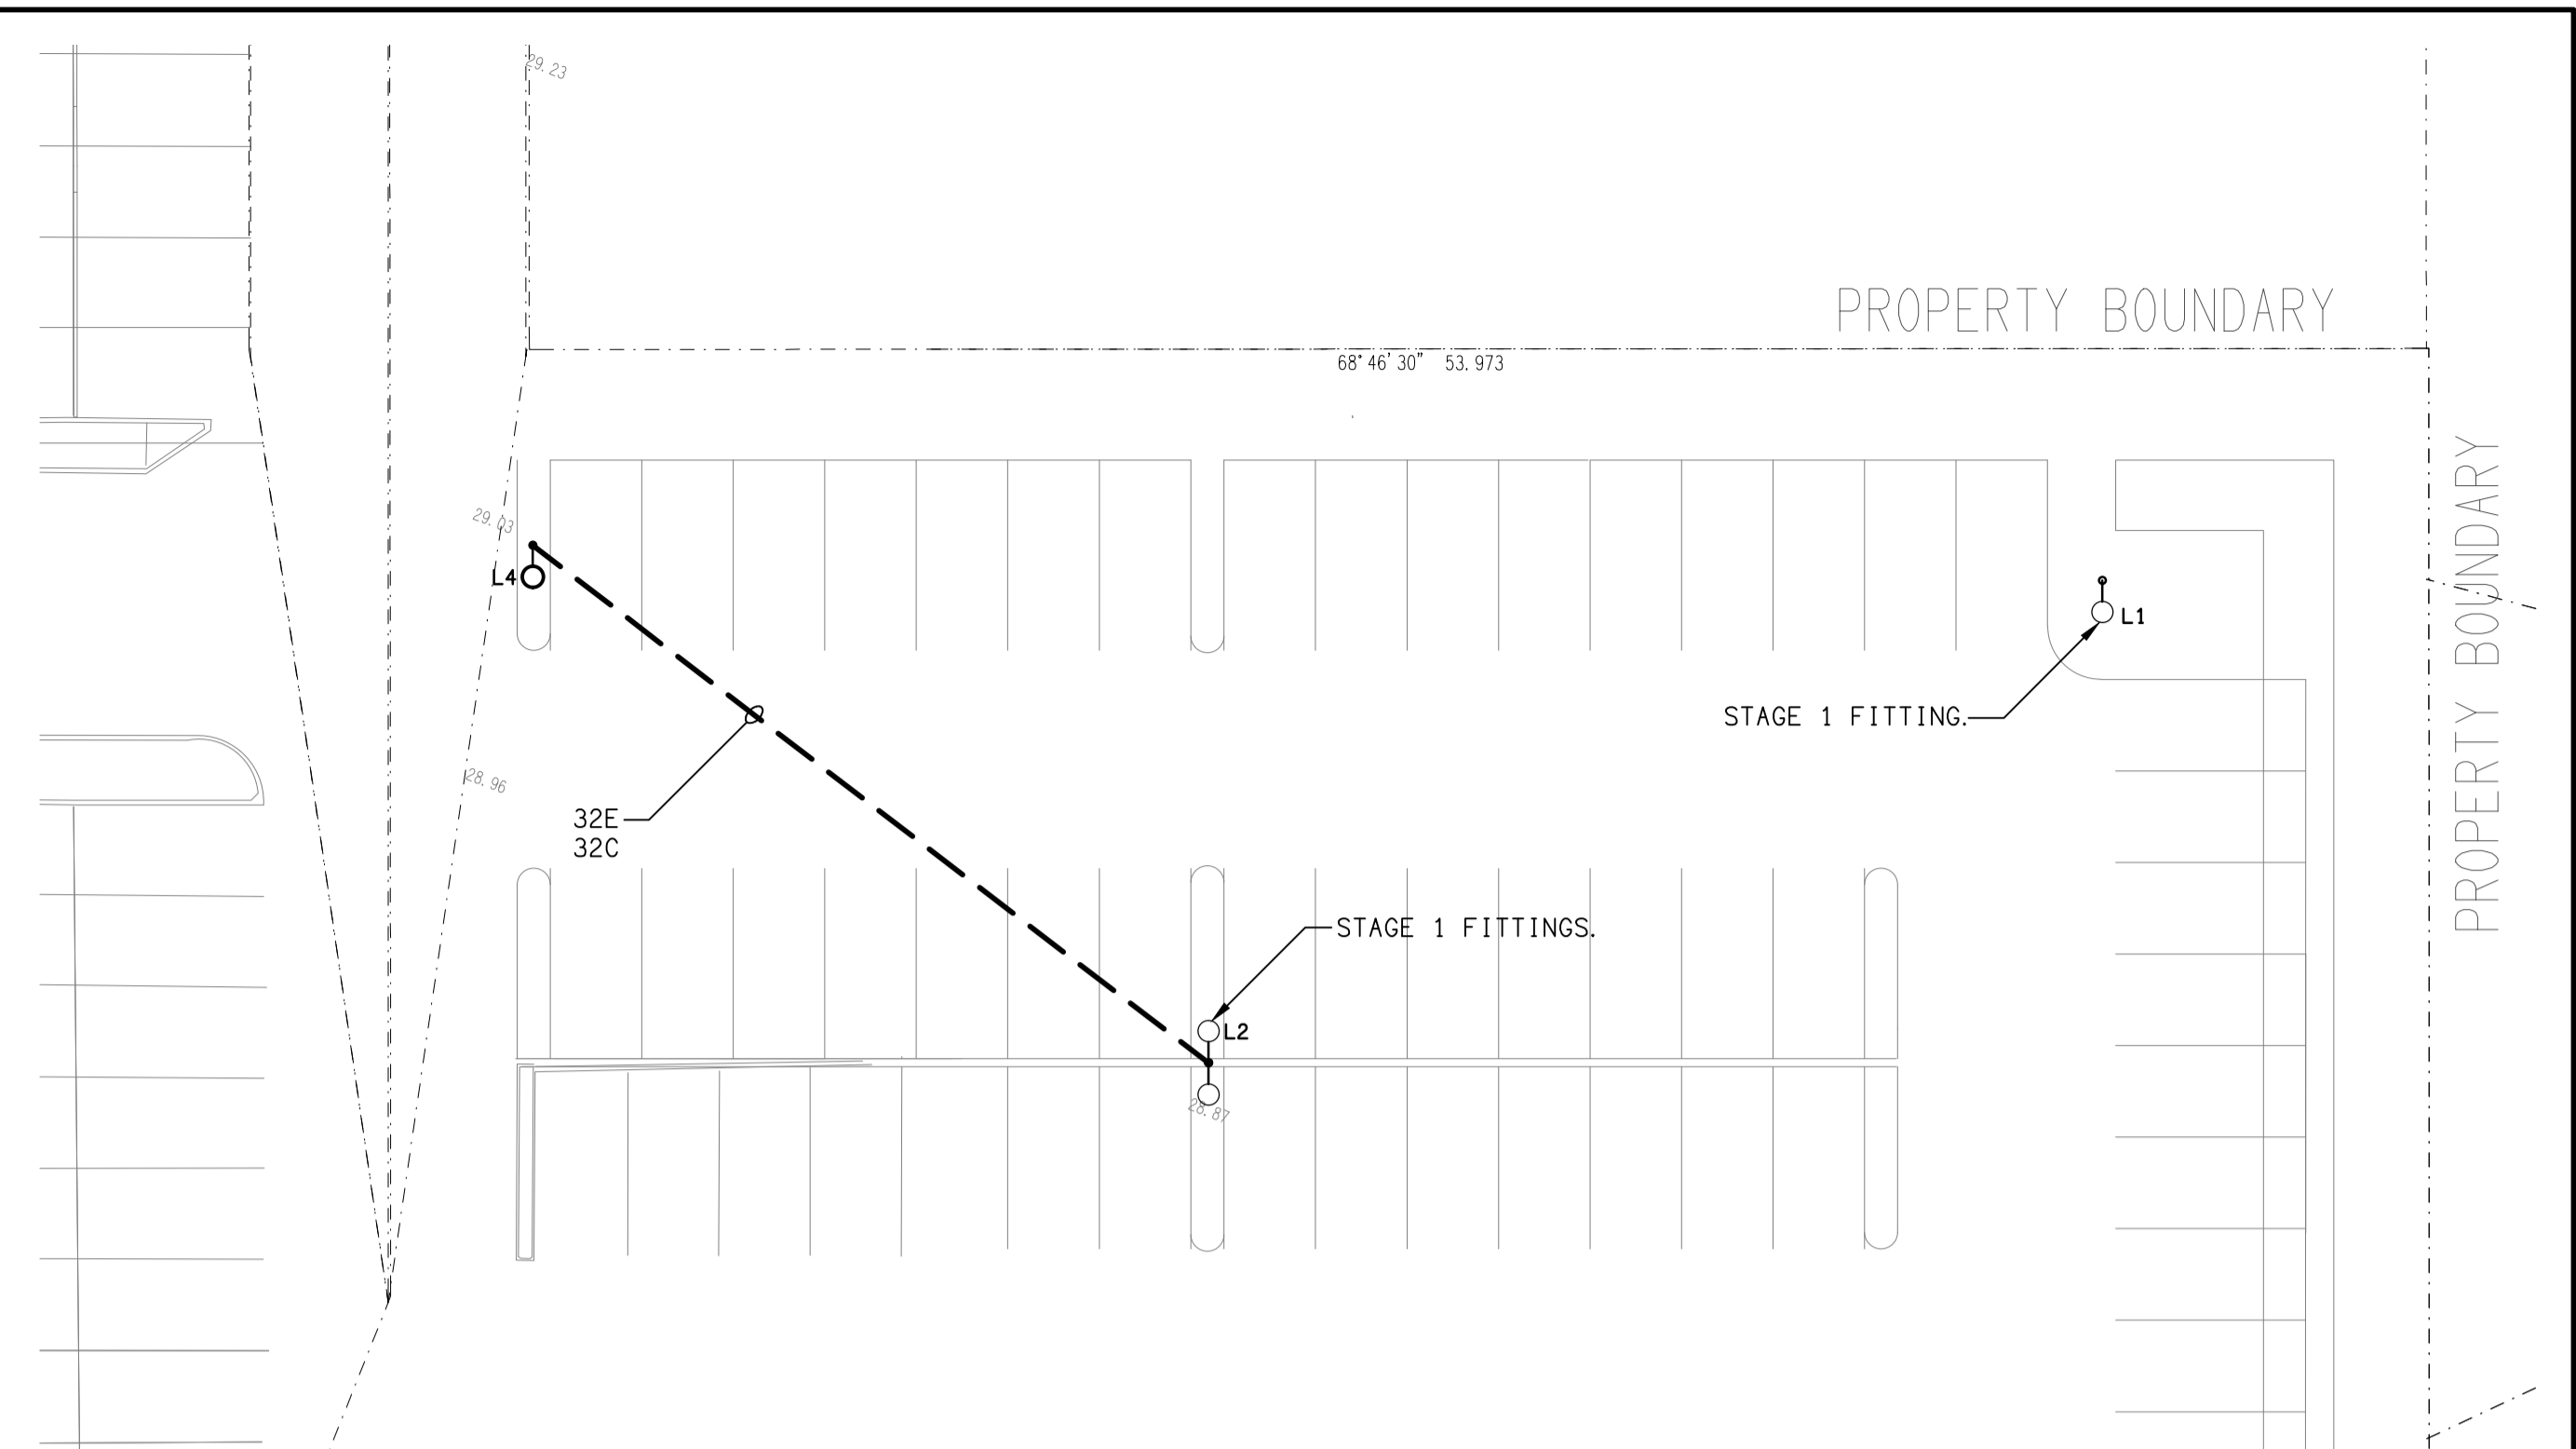 29.23
PROPERTY BOUNDARY
68°46'30" 53.973
PROPERTY BOUNDARY
29.03
L4
L1
STAGE 1 FITTING.
28.96
32E
32C
STAGE 1 FITTINGS.
L2
28.87